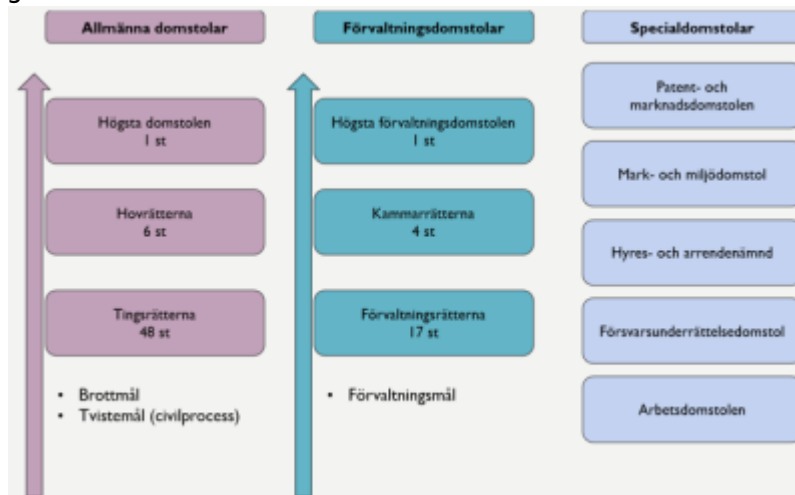 Allmänna domstolar
Högsta domstolen
1 st
Hovrätterna
6 st
Tingsrätterna
48 st
• Brottmål
• Tvistemål (civilprocess)
Förvaltningsdomstolar
Högsta förvaltningsdomstolen
1 st
Kammarrätterna
4 st
Förvaltningsrätterna
17 st
• Förvaltningsmål
Specialdomstolar
Patent- och
marknadsdomstolen
Mark- och miljödomstol
Hyres- och arrendenämnd
Försvarsunderrättelsedomstol
Arbetsdomstolen